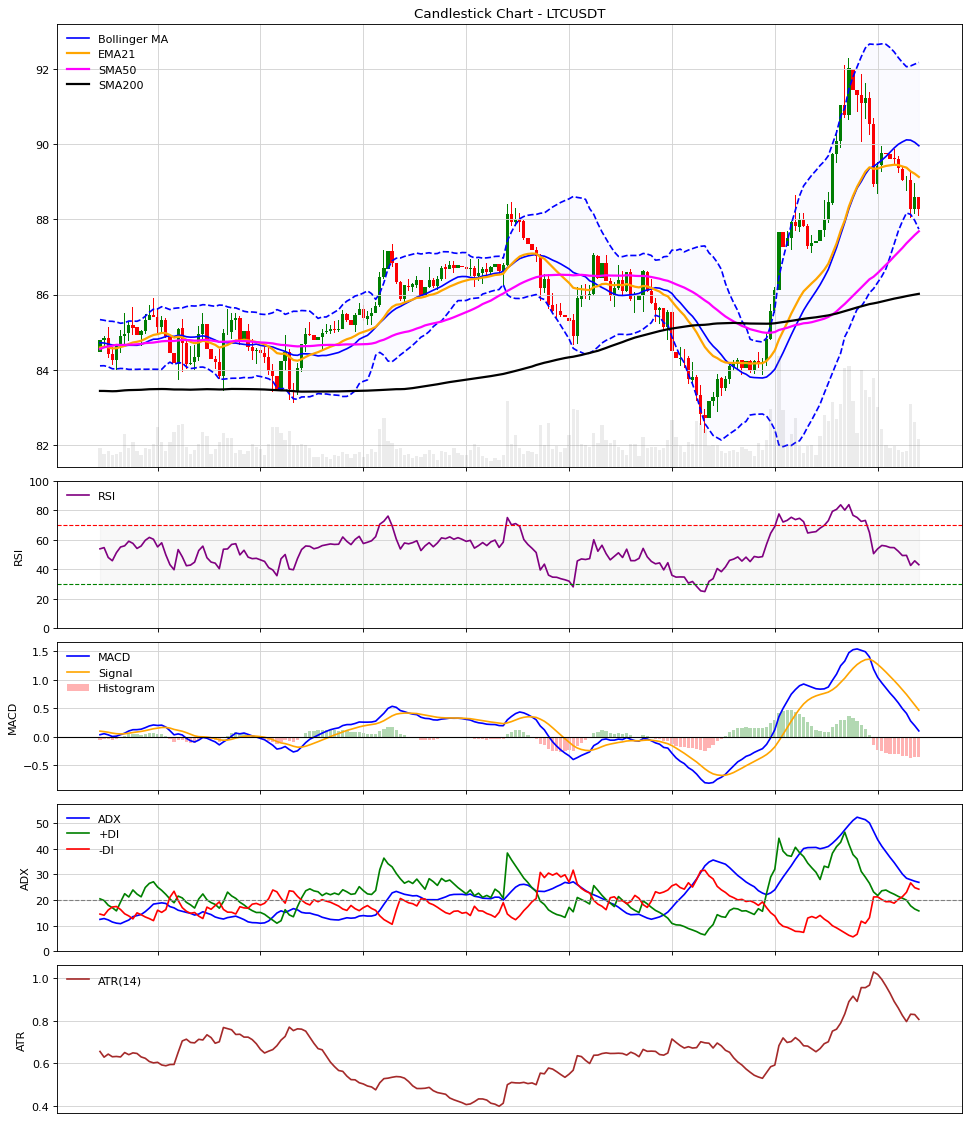 Candlestick Chart - LTCUSDT
Bollinger MA
EMA21
SMA50
SMA200
92
90
88
86
84
82
100
80
60
40
20
0
RSI
RSI
1.5
1.0
0.5
0.0
−0.5
MACD
MACD
Signal
Histogram
50
40
30
20
10
0
ADX
ADX
+DI
-DI
1.0
0.8
0.6
0.4
ATR
ATR(14)